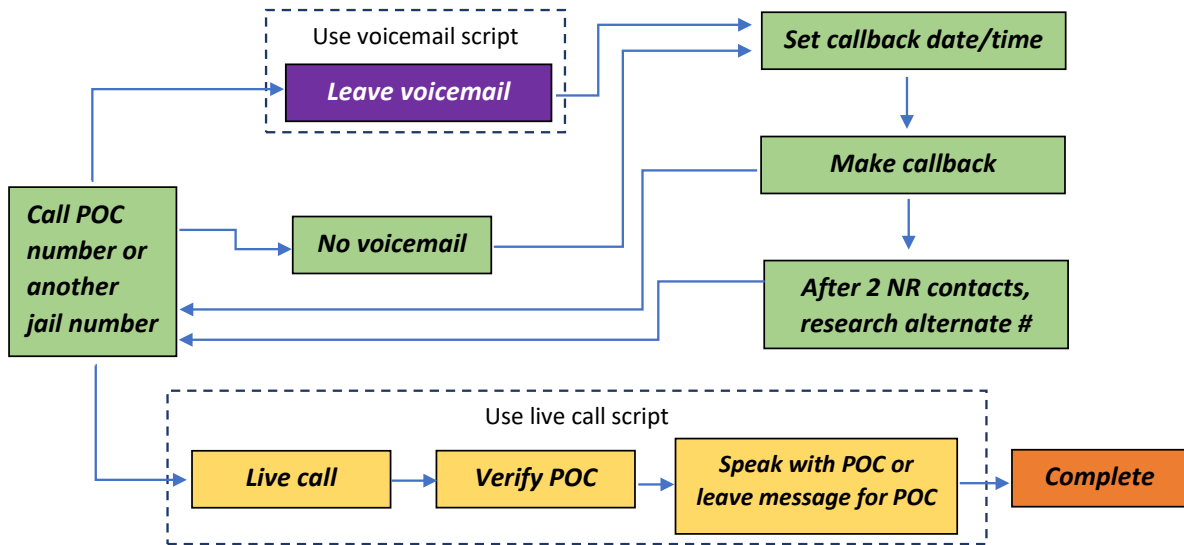 Use voicemail script
Leave voicemail
Set callback date/time
Make callback
Call POC
number or
another
jail number
No voicemail
After 2 NR contacts,
research alternate #
Use live call script
Live call
Verify POC
Speak with POC or
leave message for POC
Complete